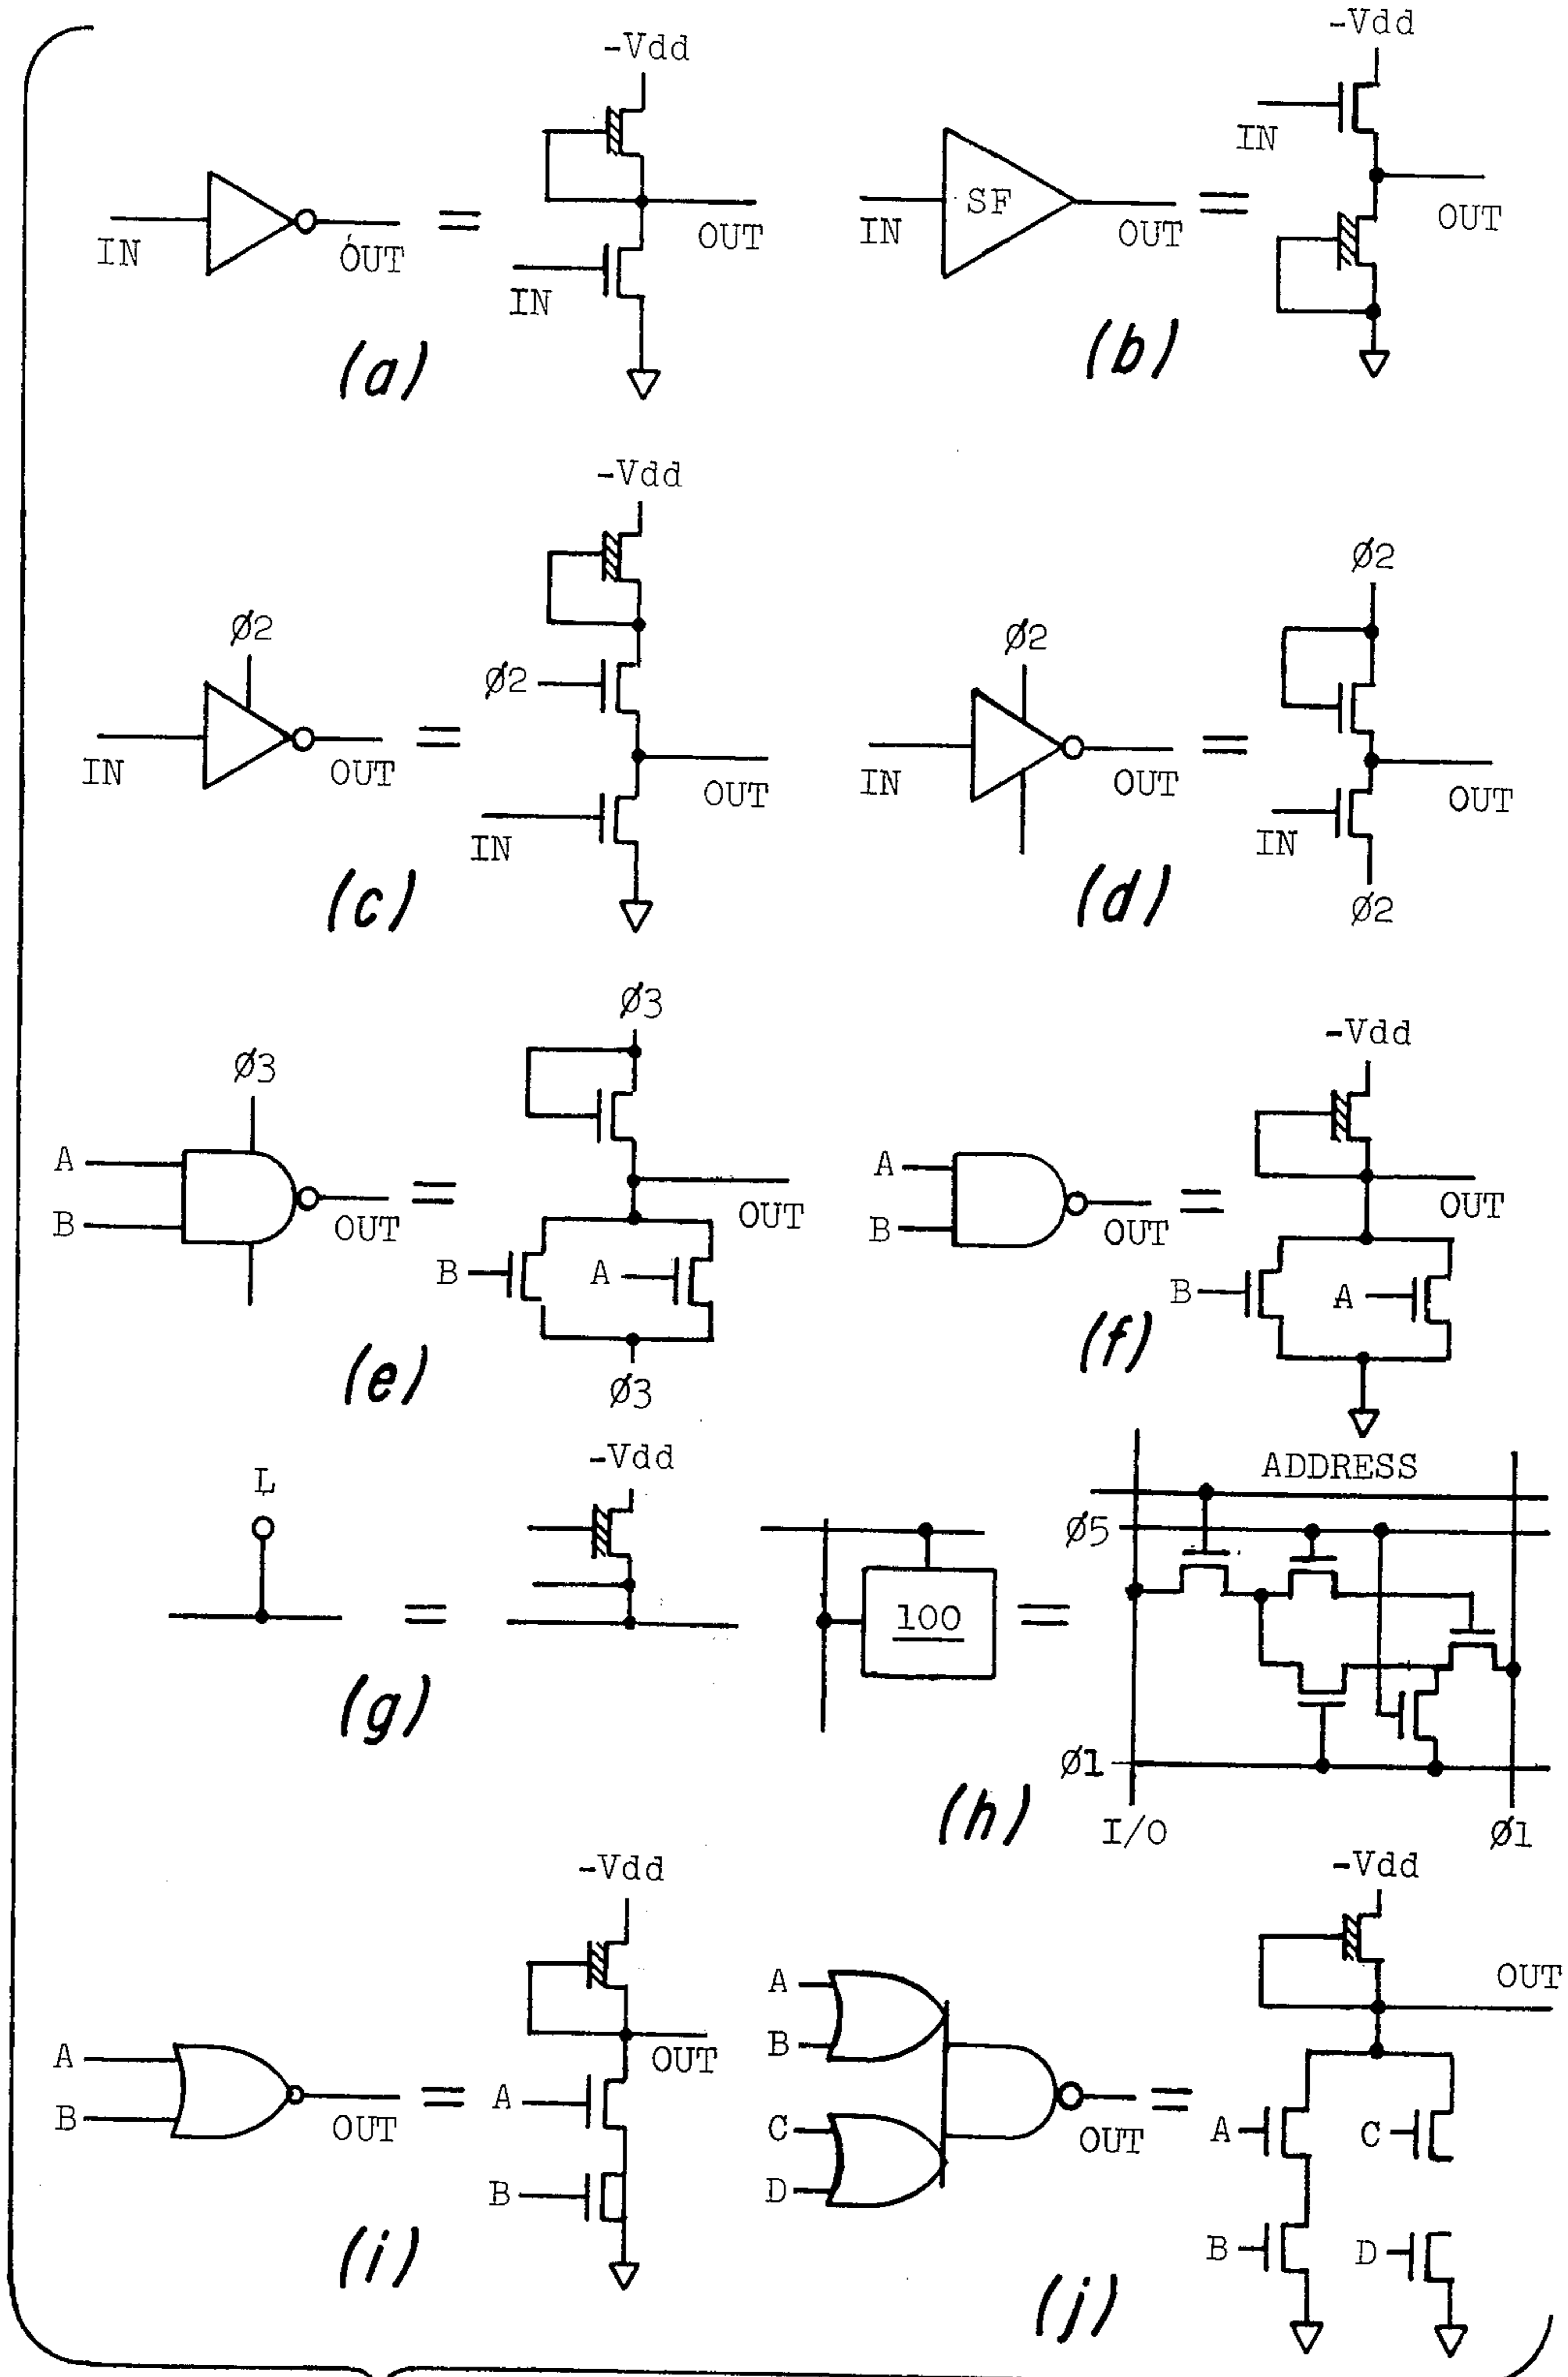 -Vdd
IN
OUT
IN
OUT
(a)
-Vdd
IN
SF
OUT
IN
OUT
(b)
-Vdd
Ø2
IN
OUT
Ø2
OUT
IN
(c)
Ø2
IN
OUT
Ø2
OUT
IN
Ø2
(d)
Ø3
A
B
OUT
Ø3
OUT
B
A
Ø3
(e)
A
B
OUT
-Vdd
OUT
B
A
(f)
L
-Vdd
(g)
100
ADDRESS
Ø5
Ø1
I/O
Ø1
(h)
A
B
OUT
-Vdd
OUT
A
B
(i)
A
B
C
D
OUT
-Vdd
OUT
A
C
B
D
(j)